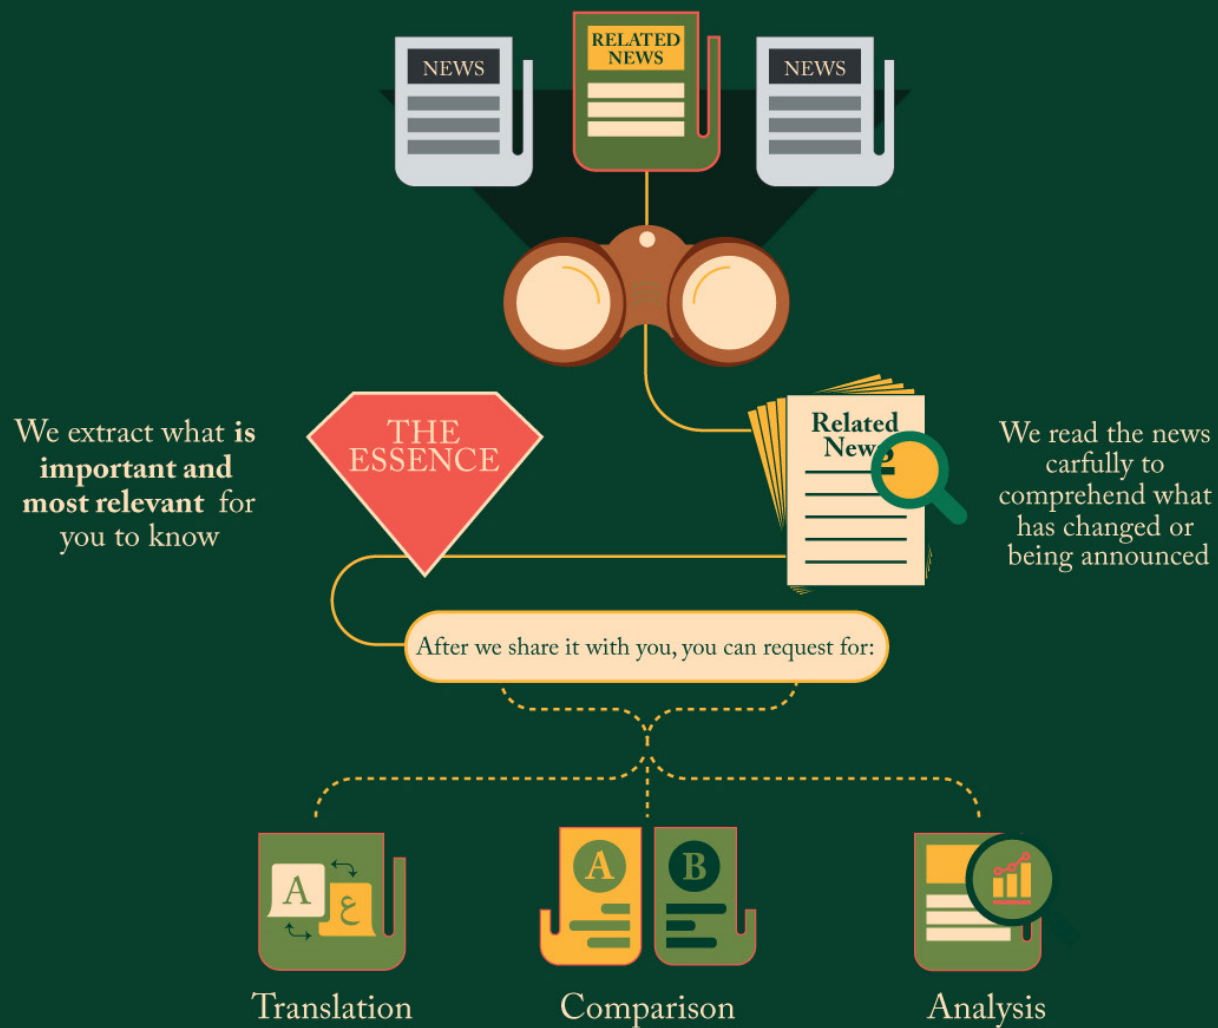 NEWS
RELATED
NEWS
NEWS
We extract what is
important and
most relevant for
you to know
THE
ESSENCE
Related
News
We read the news
carfully to
comprehend what
has changed or
being announced
After we share it with you, you can request for:
A
ع
A
B
Translation
Comparison
Analysis